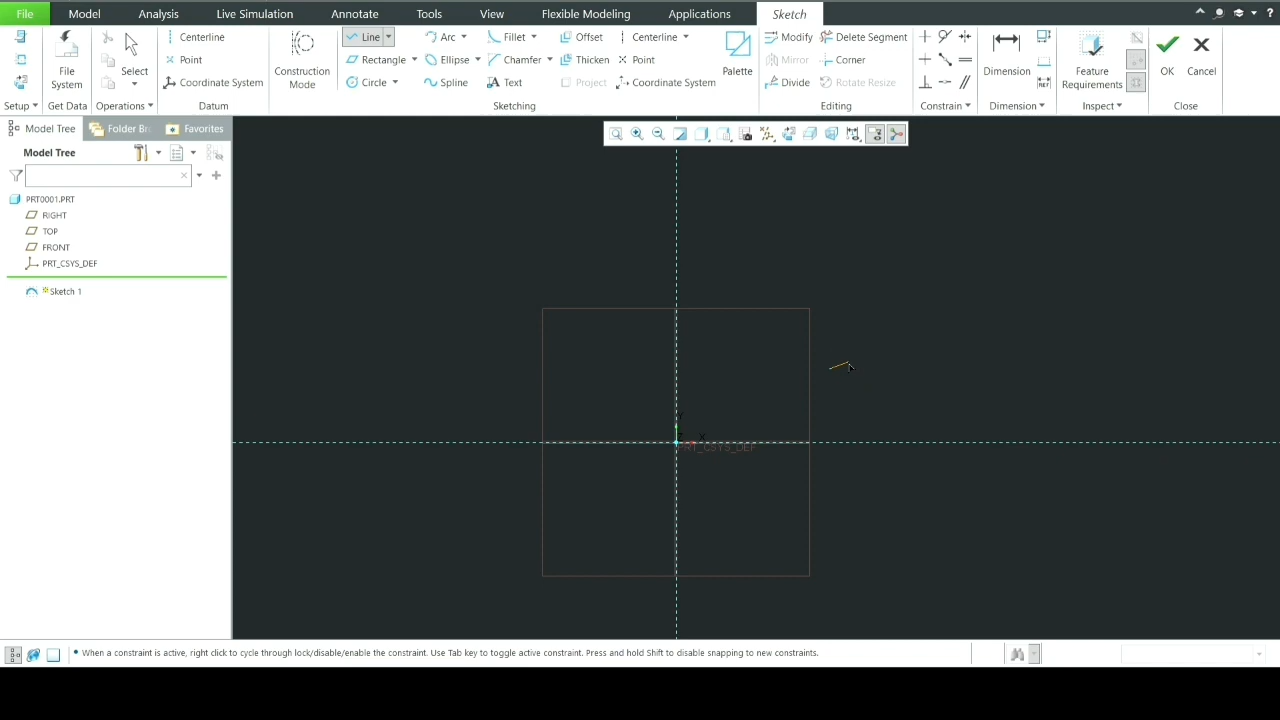 File Model Analysis Live Simulation Annotate Tools View Flexible Modeling Applications Sketch
Centerline Line Arc Fillet Offset Centerline Modify Delete Segment
Point Rectangle Ellipse Chamfer Thicken Point Mirror Corner
Coordinate System Circle Spline Text Project Coordinate System Divide Rotate Resize
File System Select Construction Mode Palette Dimension Feature Requirements OK Cancel
Setup Get Data Operations Datum Sketching Editing Constrain Dimension Inspect Close
REF
Model Tree Folder Br Favorites
Model Tree
PRT0001.PRT
RIGHT
TOP
FRONT
PRT_CSYS_DEF
Sketch 1
Y
X
PRT_CSYS_DEF
When a constraint is active, right click to cycle through lock/disable/enable the constraint. Use Tab key to toggle active constraint. Press and hold Shift to disable snapping to new constraints.